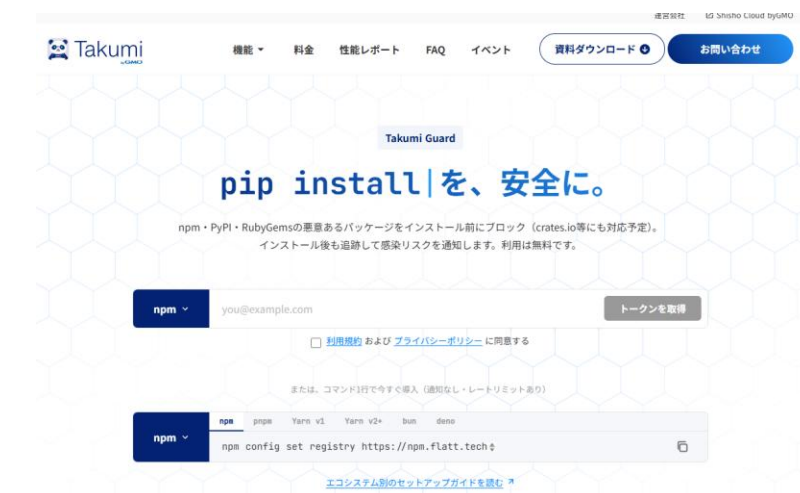 運営会社 Shisho Cloud byGMO
Takumi
byGMO
機能 料金 性能レポート FAQ イベント 資料ダウンロード お問い合わせ
Takumi Guard
pip install|を、安全に。
npm・PyPI・RubyGemsの悪意あるパッケージをインストール前にブロック（crates.io等にも対応予定）。
インストール後も追跡して感染リスクを通知します。利用は無料です。
npm you@example.com トークンを取得
利用規約 および プライバシーポリシー に同意する
または、コマンド1行で今すぐ導入（通知なし・レートリミットあり）
npm pnpm Yarn v1 Yarn v2+ bun deno
npm npm config set registry https://npm.flatt.tech
エコシステム別のセットアップガイドを読む